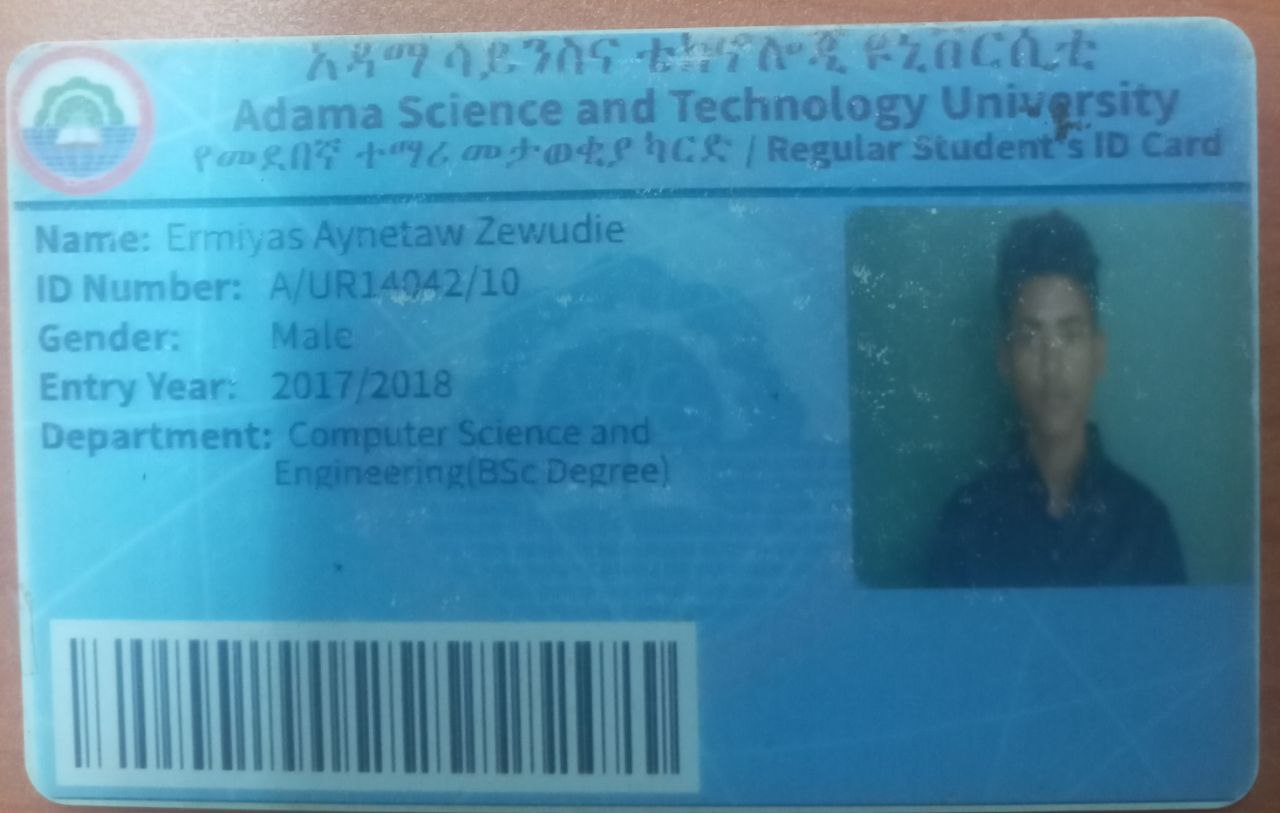 አዳማ ሳይንስና ቴክኖሎጂ ዩኒቨርሲቲ
Adama Science and Technology University
የመደበኛ ተማሪ መታወቂያ ካርድ / Regular Student's ID Card
Name: Ermiyas Aynetaw Zewudie
ID Number: A/UR14042/10
Gender: Male
Entry Year: 2017/2018
Department: Computer Science and
Engineering(BSc Degree)